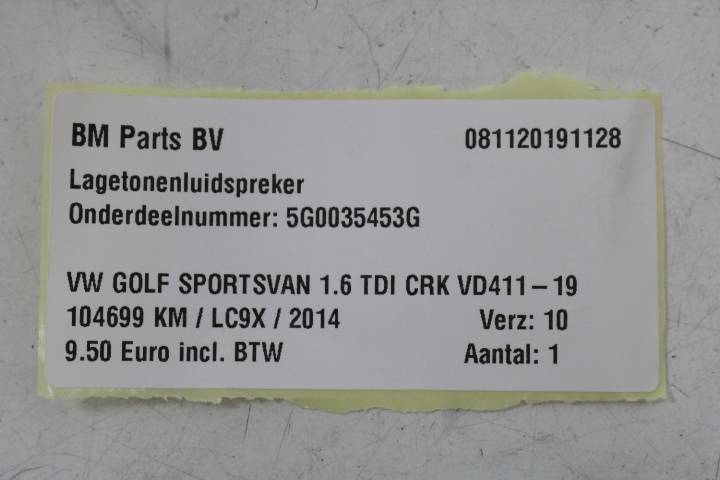 BM Parts BV 081120191128
Lagetonenluidspreker
Onderdeelnummer: 5G0035453G
VW GOLF SPORTSVAN 1.6 TDI CRK VD411-19
104699 KM / LC9X / 2014 Verz: 10
9.50 Euro incl. BTW Aantal: 1